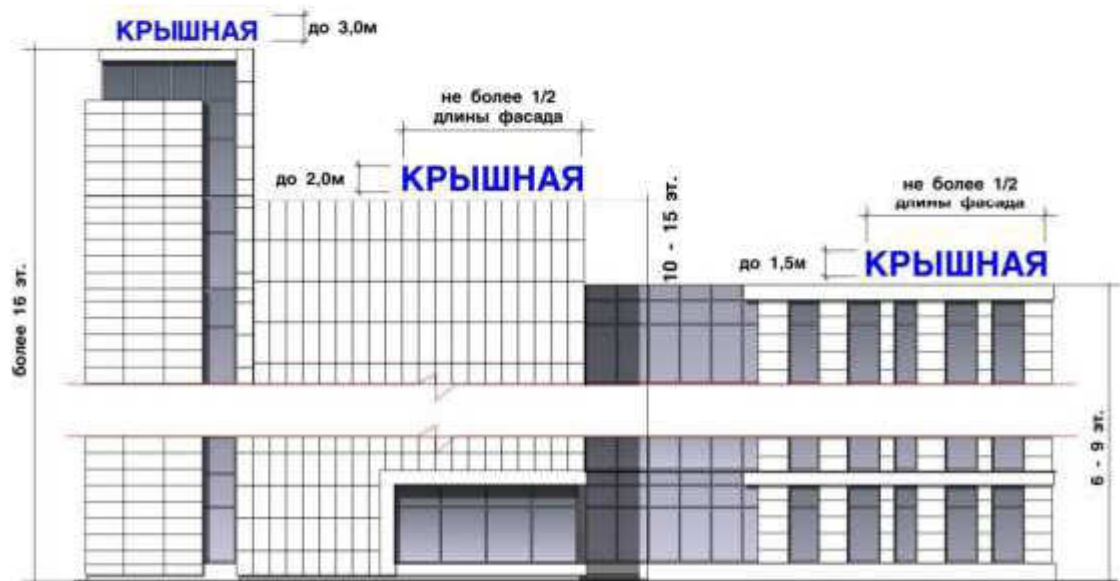 КРЫШНАЯ
до 3,0м
не более 1/2
длины фасада
до 2,0м
КРЫШНАЯ
10 - 15 эт.
не более 1/2
длины фасада
до 1,5м
КРЫШНАЯ
более 16 эт.
6 - 9 эт.